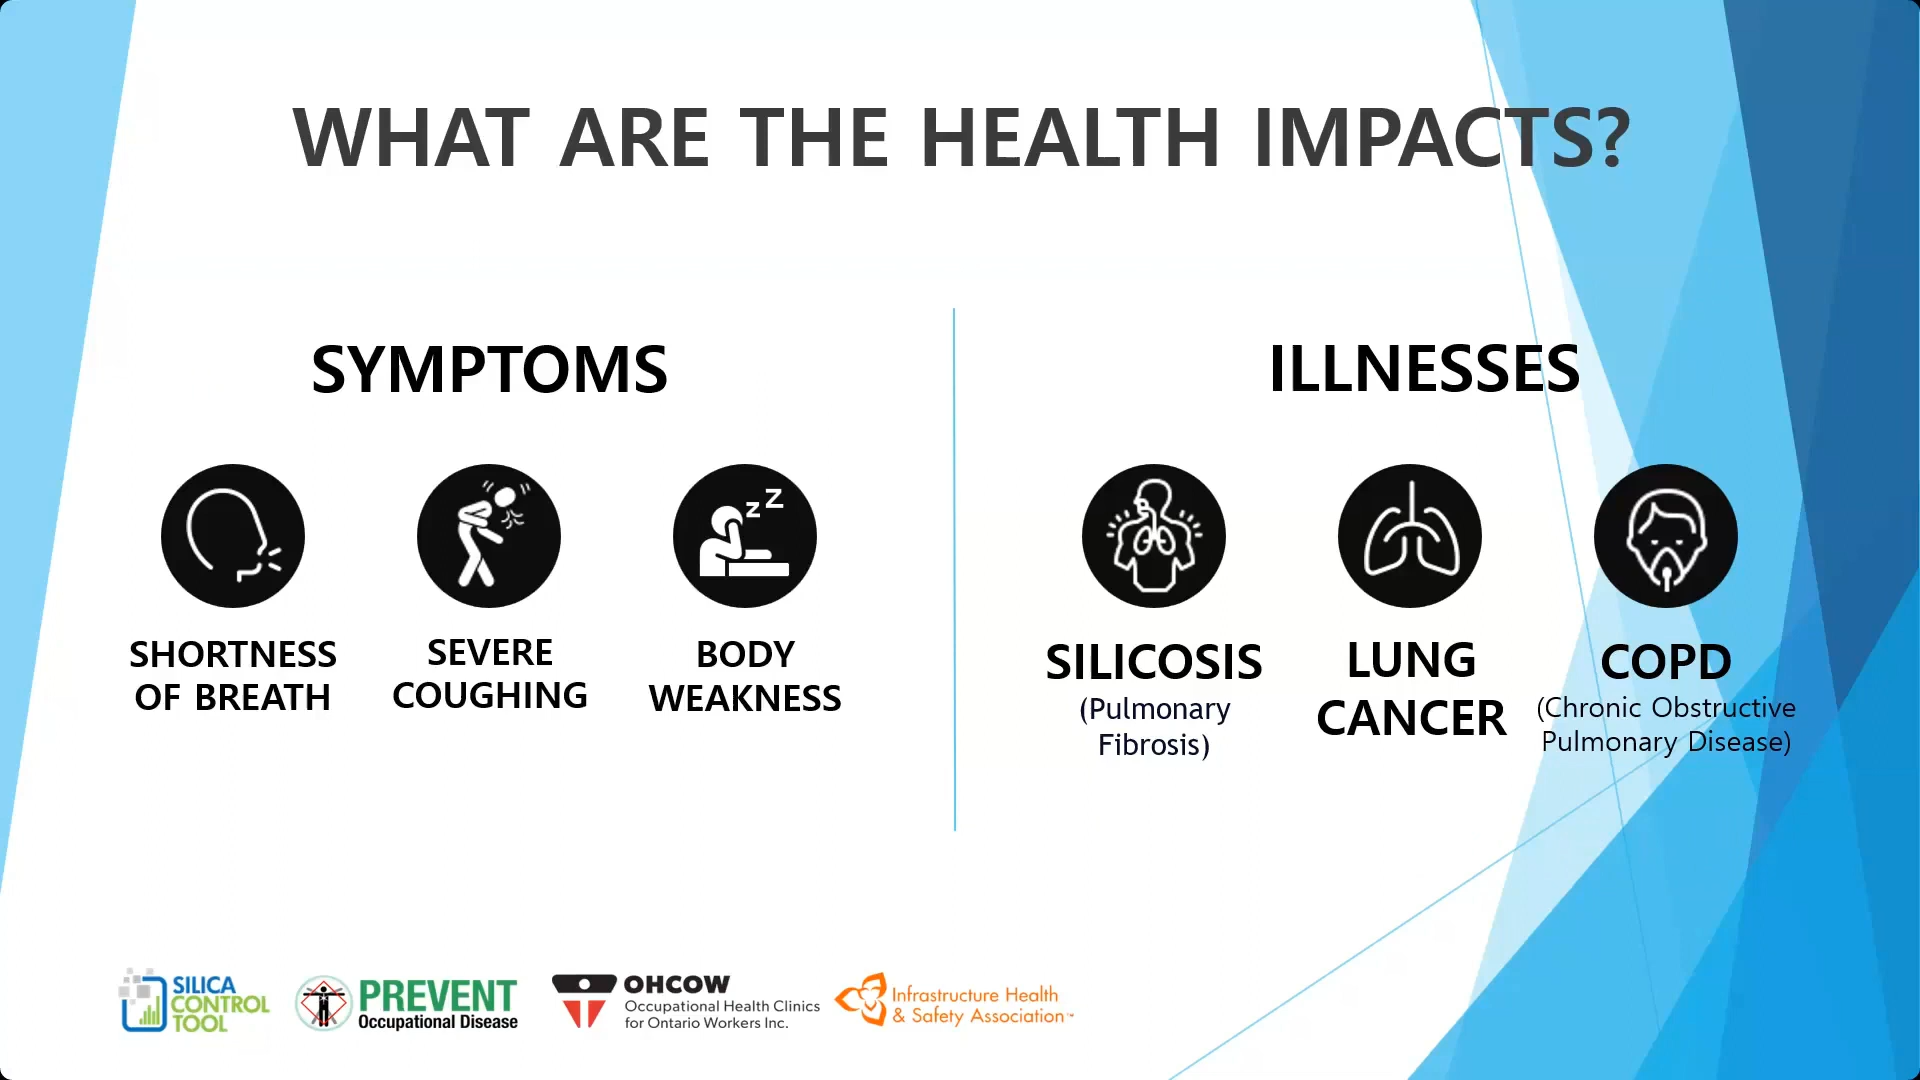 WHAT ARE THE HEALTH IMPACTS?
SYMPTOMS
SHORTNESS
OF BREATH
SEVERE
COUGHING
BODY
WEAKNESS
z Z
ILLNESSES
SILICOSIS
(Pulmonary
Fibrosis)
LUNG
CANCER
COPD
(Chronic Obstructive
Pulmonary Disease)
SILICA
CONTROL
TOOL
PREVENT
Occupational Disease
OHCOW
Occupational Health Clinics
for Ontario Workers Inc.
Infrastructure Health
& Safety Association™